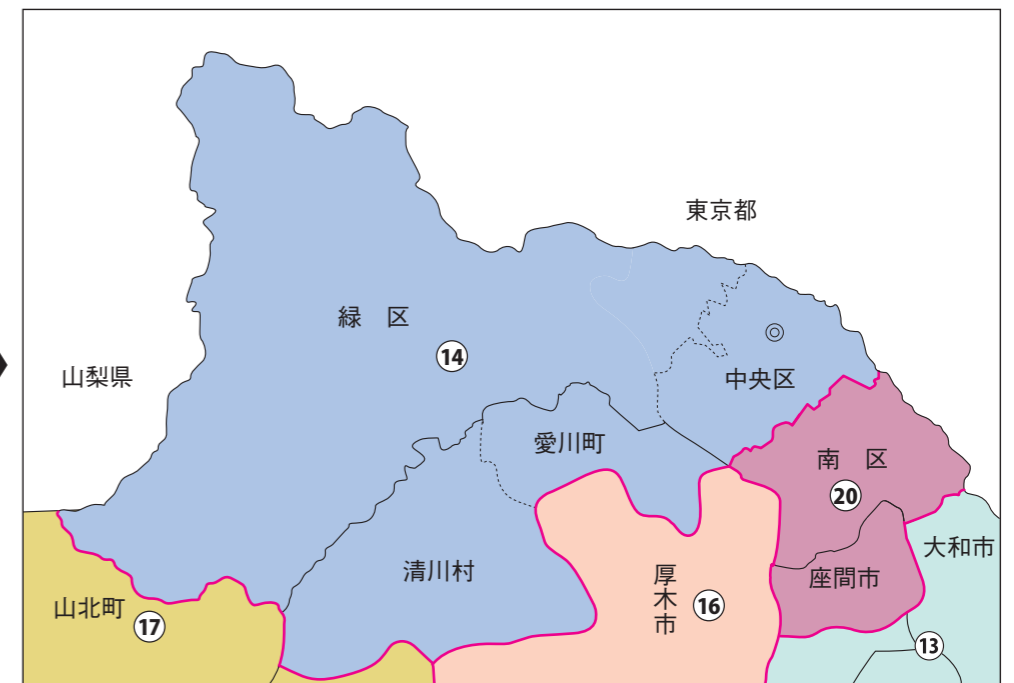 東京都
緑 区
14
山梨県
中央区
愛川町
南 区
20
大和市
清川村
座間市
厚木市
16
山北町
17
13